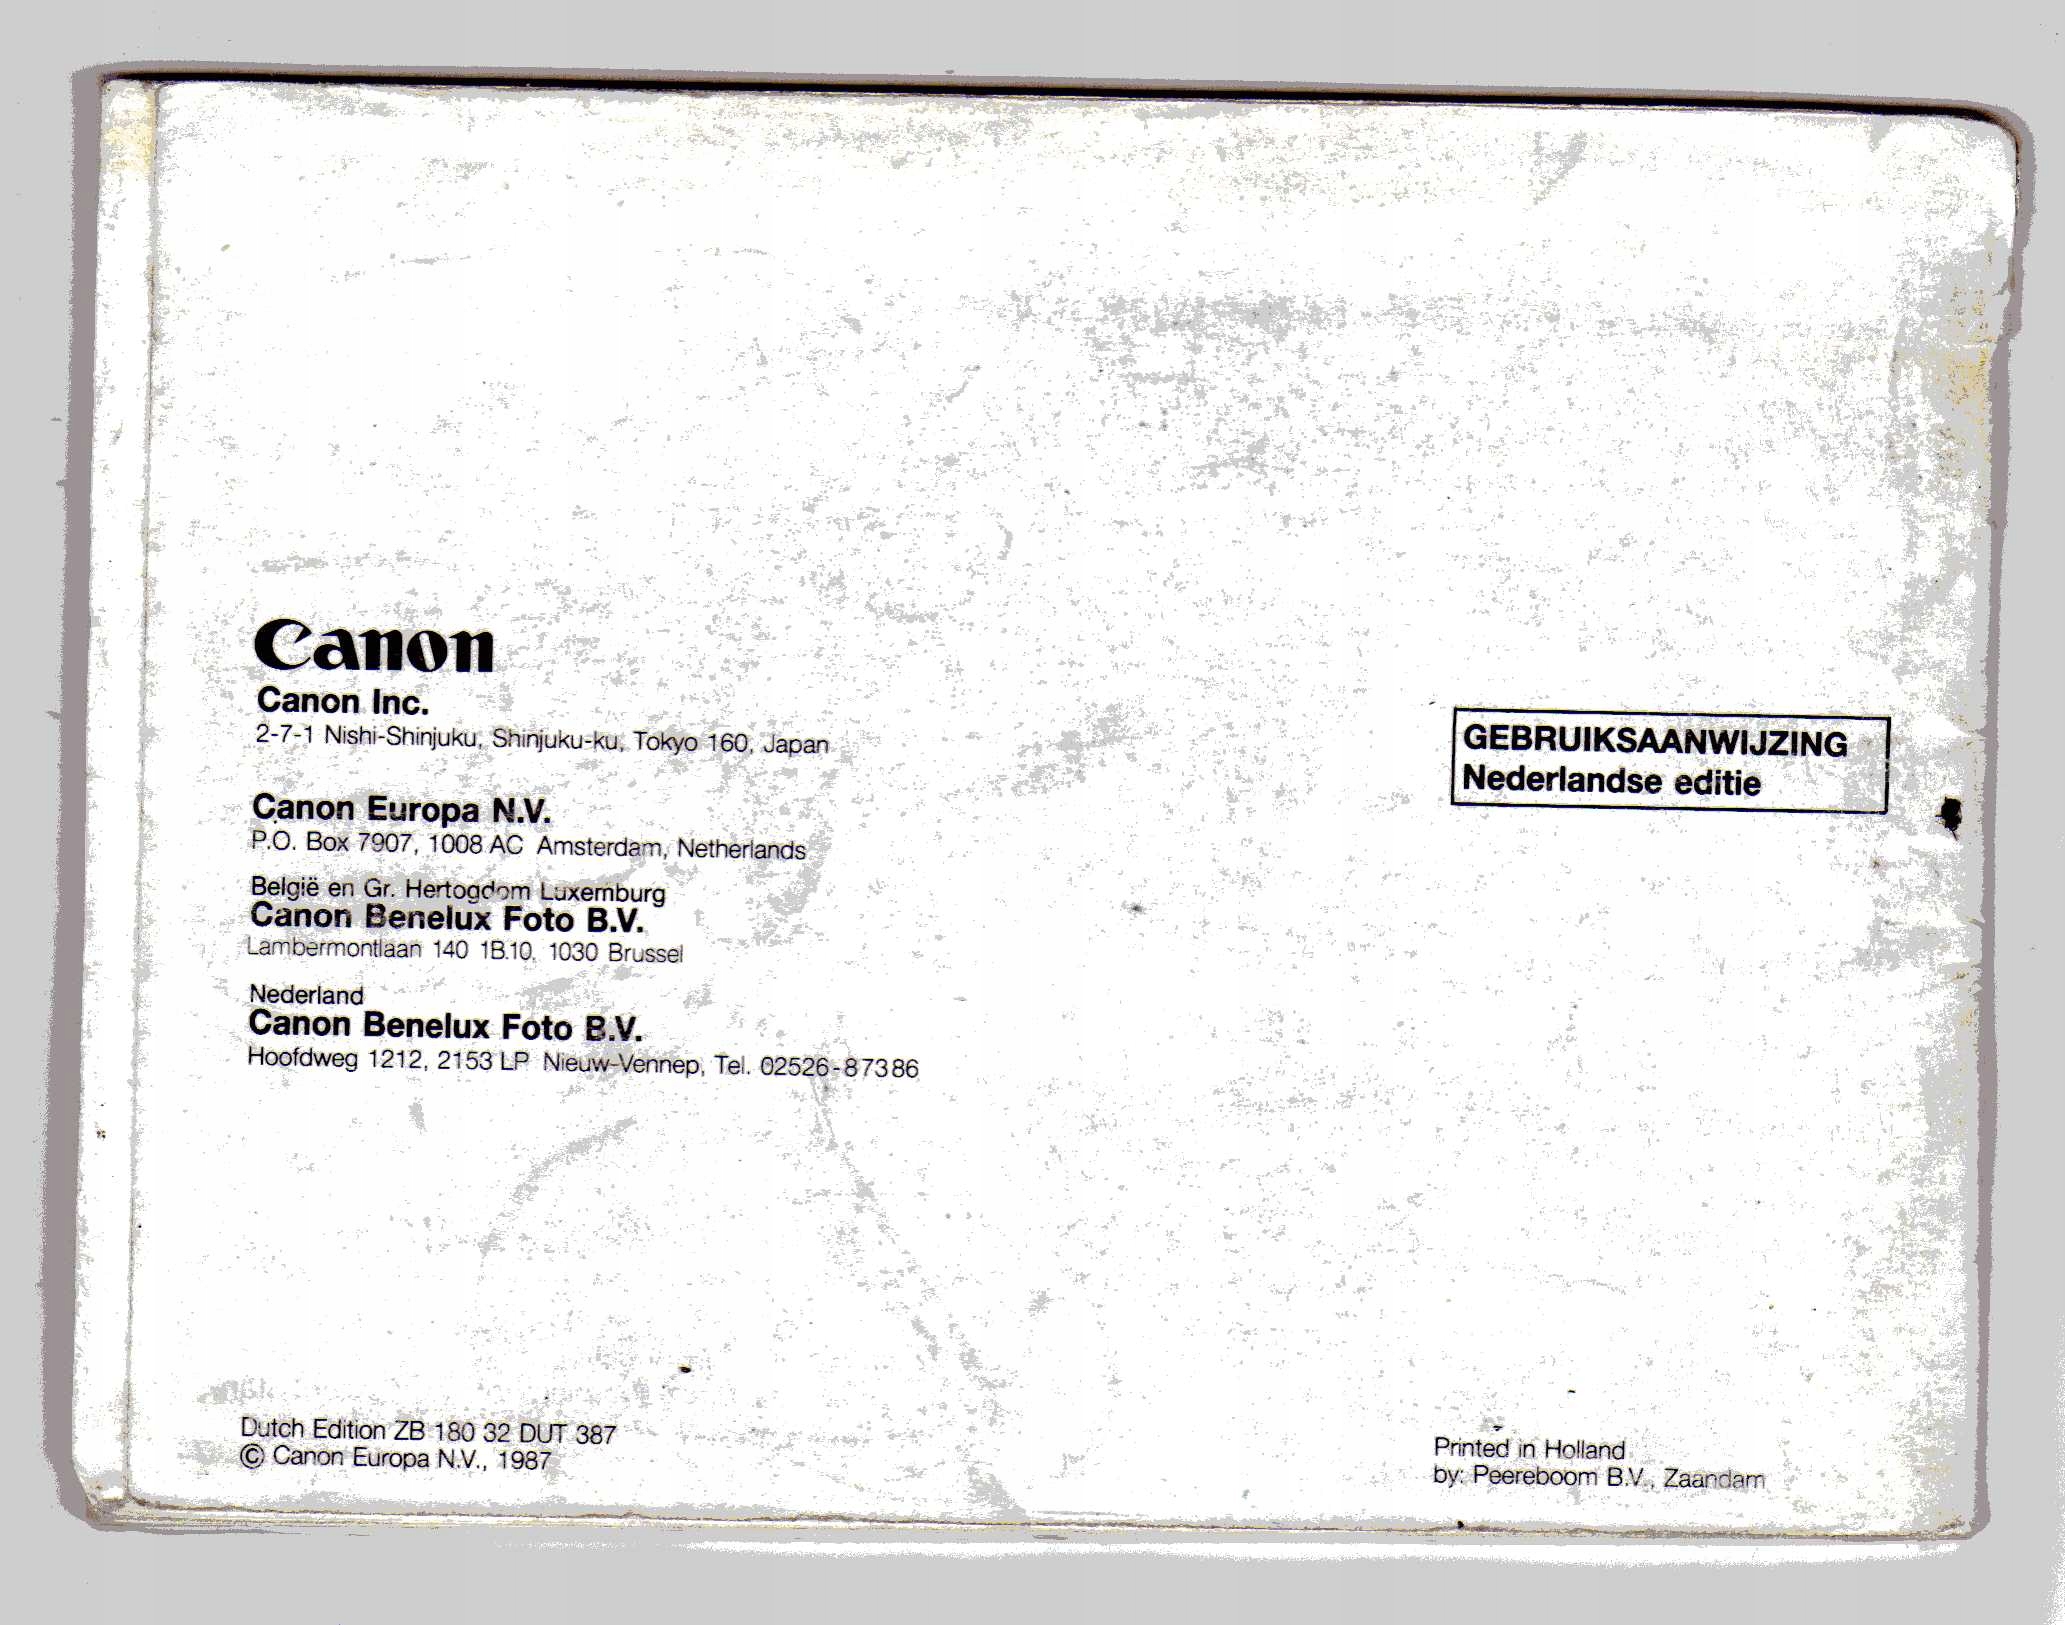 Canon
Canon Inc.
2-7-1 Nishi-Shinjuku, Shinjuku-ku, Tokyo 160, Japan
Canon Europa N.V.
P.O. Box 7907, 1008 AC Amsterdam, Netherlands
België en Gr. Hertogdom Luxemburg
Canon Benelux Foto B.V.
Lambermontlaan 140 1B.10, 1030 Brussel
Nederland
Canon Benelux Foto B.V.
Hoofdweg 1212, 2153 LP Nieuw-Vennep, Tel. 02526-87386
GEBRUIKSAANWIJZING
Nederlandse editie
Dutch Edition ZB 180 32 DUT 387
© Canon Europa N.V., 1987
Printed in Holland
by: Peereboom B.V., Zaandam